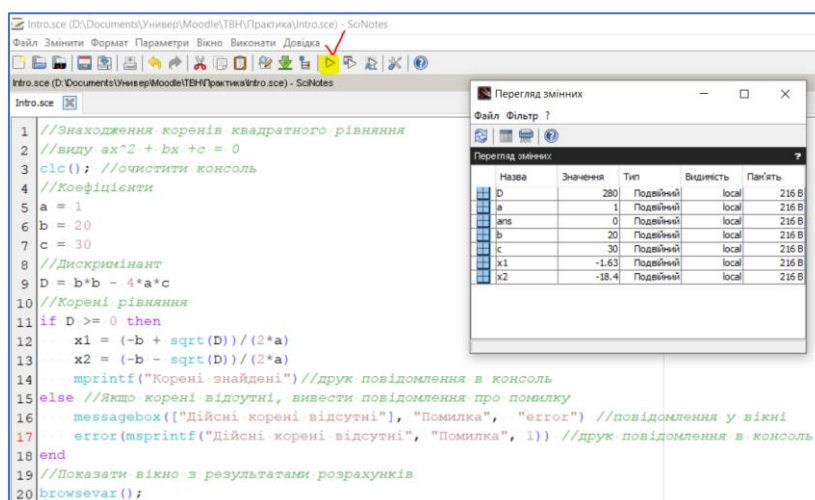 Intro.sce (D:\Documents\Универ\Moodle\ТВН\Практика\Intro.sce) - SciNotes
Файл Змінити Формат Параметри Вікно Виконати Довідка
Intro.sce (D:\Documents\Универ\Moodle\ТВН\Практика\Intro.sce) - SciNotes
Intro.sce
1 //Знаходження коренів квадратного рівняння
2 //виду ax^2 + bx +c = 0
3 clc(); //очистити консоль
4 //Коефіцієнти
5 a = 1
6 b = 20
7 c = 30
8 //Дискримінант
9 D = b*b - 4*a*c
10 //Корені рівняння
11 if D >= 0 then
12 x1 = (-b + sqrt(D))/(2*a)
13 x2 = (-b - sqrt(D))/(2*a)
14 mprintf("Корені знайдені")//друк повідомлення в консоль
15 else //Якщо корені відсутні, вивести повідомлення про помилку
16 messagebox(["Дійсні корені відсутні"], "Помилка", "error") //повідомлення у вікні
17 error(msprintf("Дійсні корені відсутні", "Помилка", 1)) //друк повідомлення в консоль
18 end
19 //Показати вікно з результатами розрахунків
20 browsevar();
Перегляд змінних
Файл Фільтр ?
Перегляд змінних ?
Назва Значення Тип Видимість Пам'ять
D 280 Подвійний local 216 B
a 1 Подвійний local 216 B
ans 0 Подвійний local 216 B
b 20 Подвійний local 216 B
c 30 Подвійний local 216 B
x1 -1.63 Подвійний local 216 B
x2 -18.4 Подвійний local 216 B